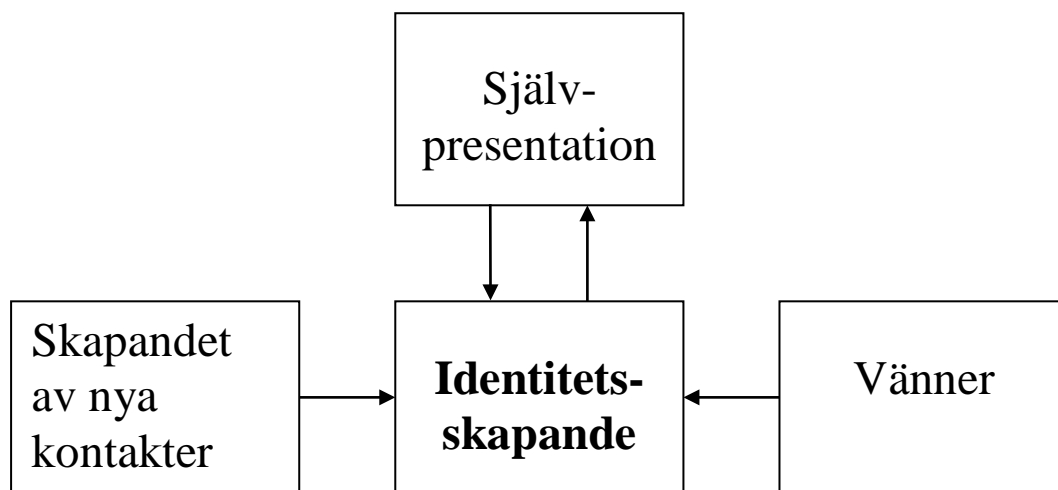 Själv-
presentation
Skapandet
av nya
kontakter
Identitets-
skapande
Vänner